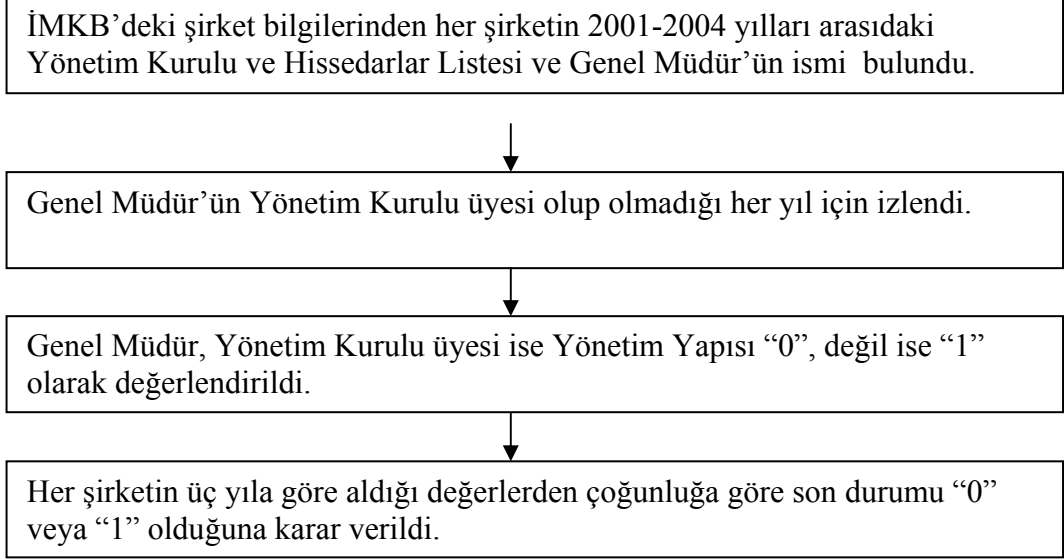 İMKB’deki şirket bilgilerinden her şirketin 2001-2004 yılları arasıdaki
Yönetim Kurulu ve Hissedarlar Listesi ve Genel Müdür’ün ismi bulundu.
Genel Müdür’ün Yönetim Kurulu üyesi olup olmadığı her yıl için izlendi.
Genel Müdür, Yönetim Kurulu üyesi ise Yönetim Yapısı “0”, değil ise “1”
olarak değerlendirildi.
Her şirketin üç yıla göre aldığı değerlerden çoğunluğa göre son durumu “0”
veya “1” olduğuna karar verildi.